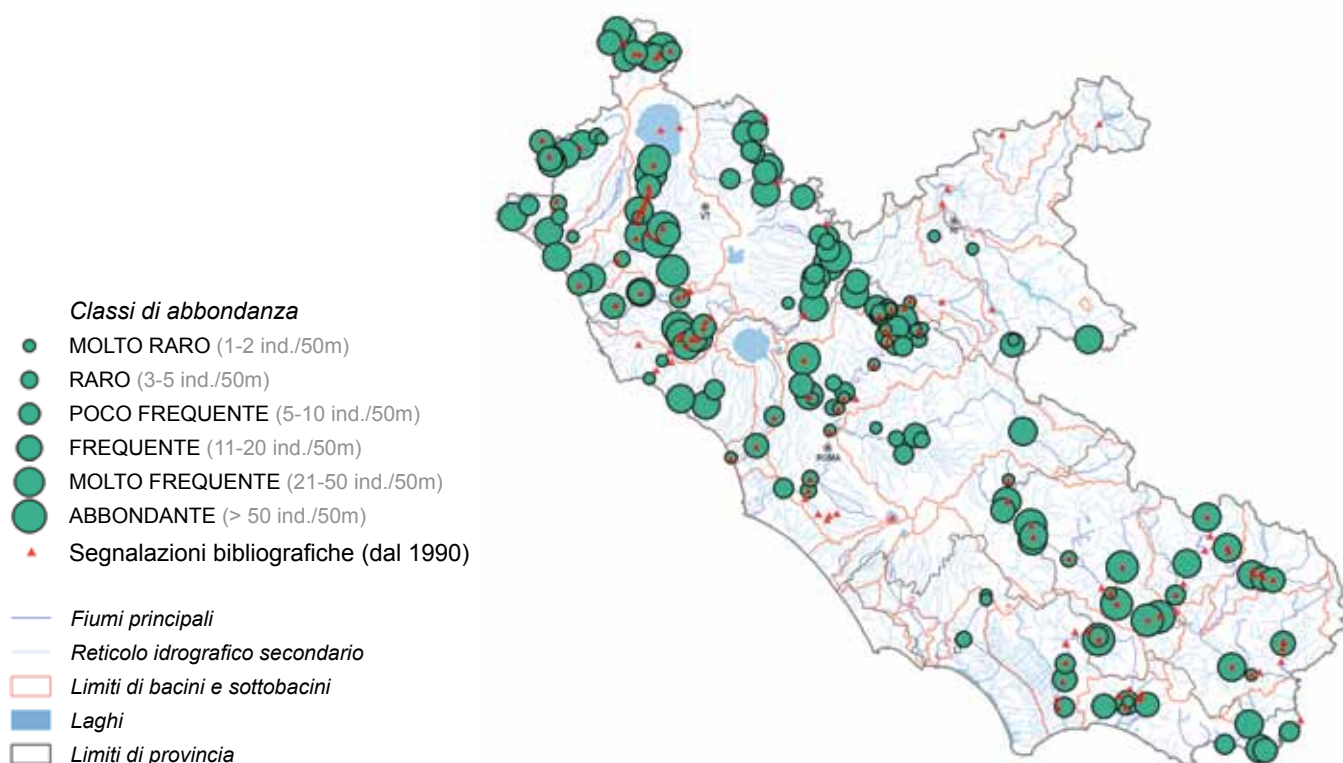 Classi di abbondanza
MOLTO RARO (1-2 ind./50m)
RARO (3-5 ind./50m)
POCO FREQUENTE (5-10 ind./50m)
FREQUENTE (11-20 ind./50m)
MOLTO FREQUENTE (21-50 ind./50m)
ABBONDANTE (> 50 ind./50m)
Segnalazioni bibliografiche (dal 1990)
Fiumi principali
Reticolo idrografico secondario
Limiti di bacini e sottobacini
Laghi
Limiti di provincia
VT
ROMA